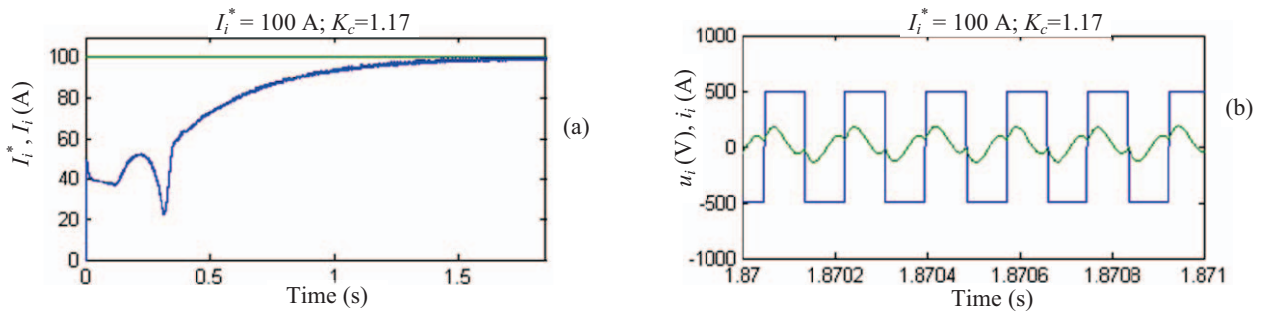 I_i^* = 100 A; K_c=1.17
I_i^*, I_i (A)
100
80
60
40
20
0
0
0.5
1
1.5
Time (s)
(a)
I_i^* = 100 A; K_c=1.17
u_i (V), i_i (A)
1000
500
0
-500
-1000
1.87
1.8702
1.8704
1.8706
1.8708
1.871
Time (s)
(b)